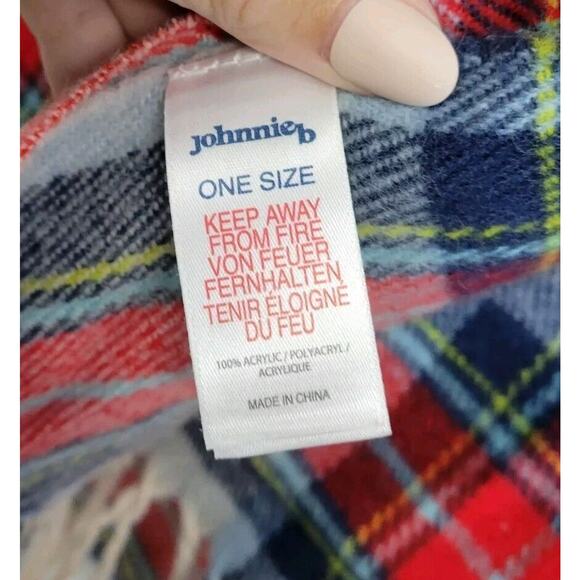 johnnieb
ONE SIZE
KEEP AWAY
FROM FIRE
VON FEUER
FERNHALTEN
TENIR ÉLOIGNÉ
DU FEU
100% ACRYLIC / POLYACRYL /
ACRYLIQUE
MADE IN CHINA